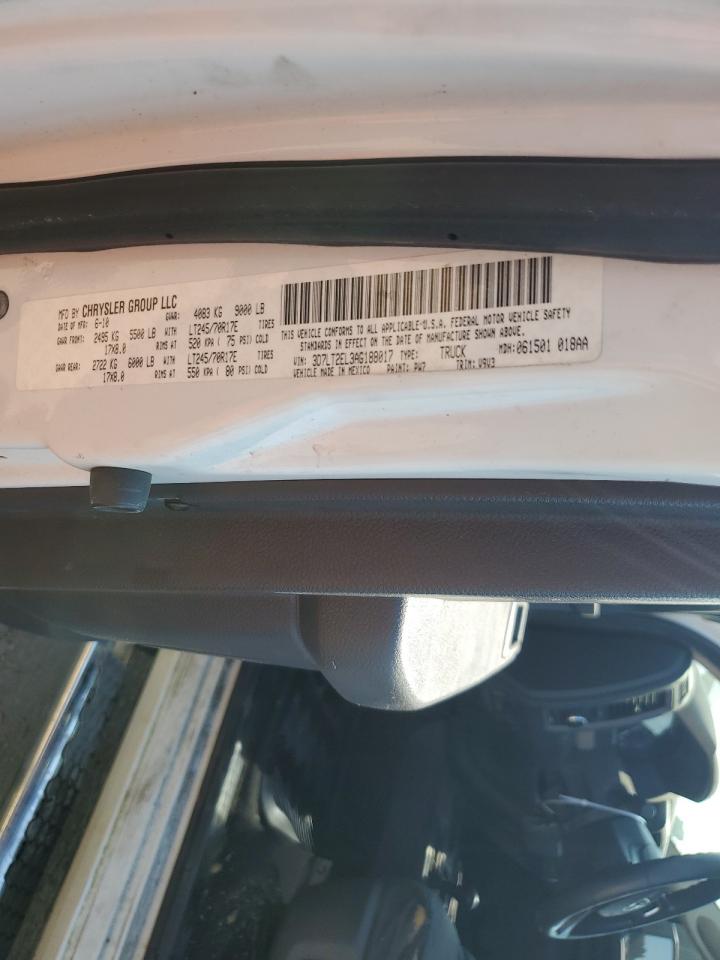 MFD BY CHRYSLER GROUP LLC
DATE OF MFG: 6-10 GVWR: 4083 KG 9000 LB
GAWR FRONT: 2495 KG 5500 LB WITH LT245/70R17E TIRES
17X8.0 RIMS AT 520 KPA ( 75 PSI) COLD
GAWR REAR: 2722 KG 6000 LB WITH LT245/70R17E TIRES
17X8.0 RIMS AT 550 KPA ( 80 PSI) COLD
THIS VEHICLE CONFORMS TO ALL APPLICABLE-U.S.A. FEDERAL MOTOR VEHICLE SAFETY
STANDARDS IN EFFECT ON THE DATE OF MANUFACTURE SHOWN ABOVE.
VIN: 3D7LT2EL3AG188017 TYPE: TRUCK MDH: 061501 018AA
VEHICLE MADE IN MEXICO PAINT: PW7 TRIM: V9V3